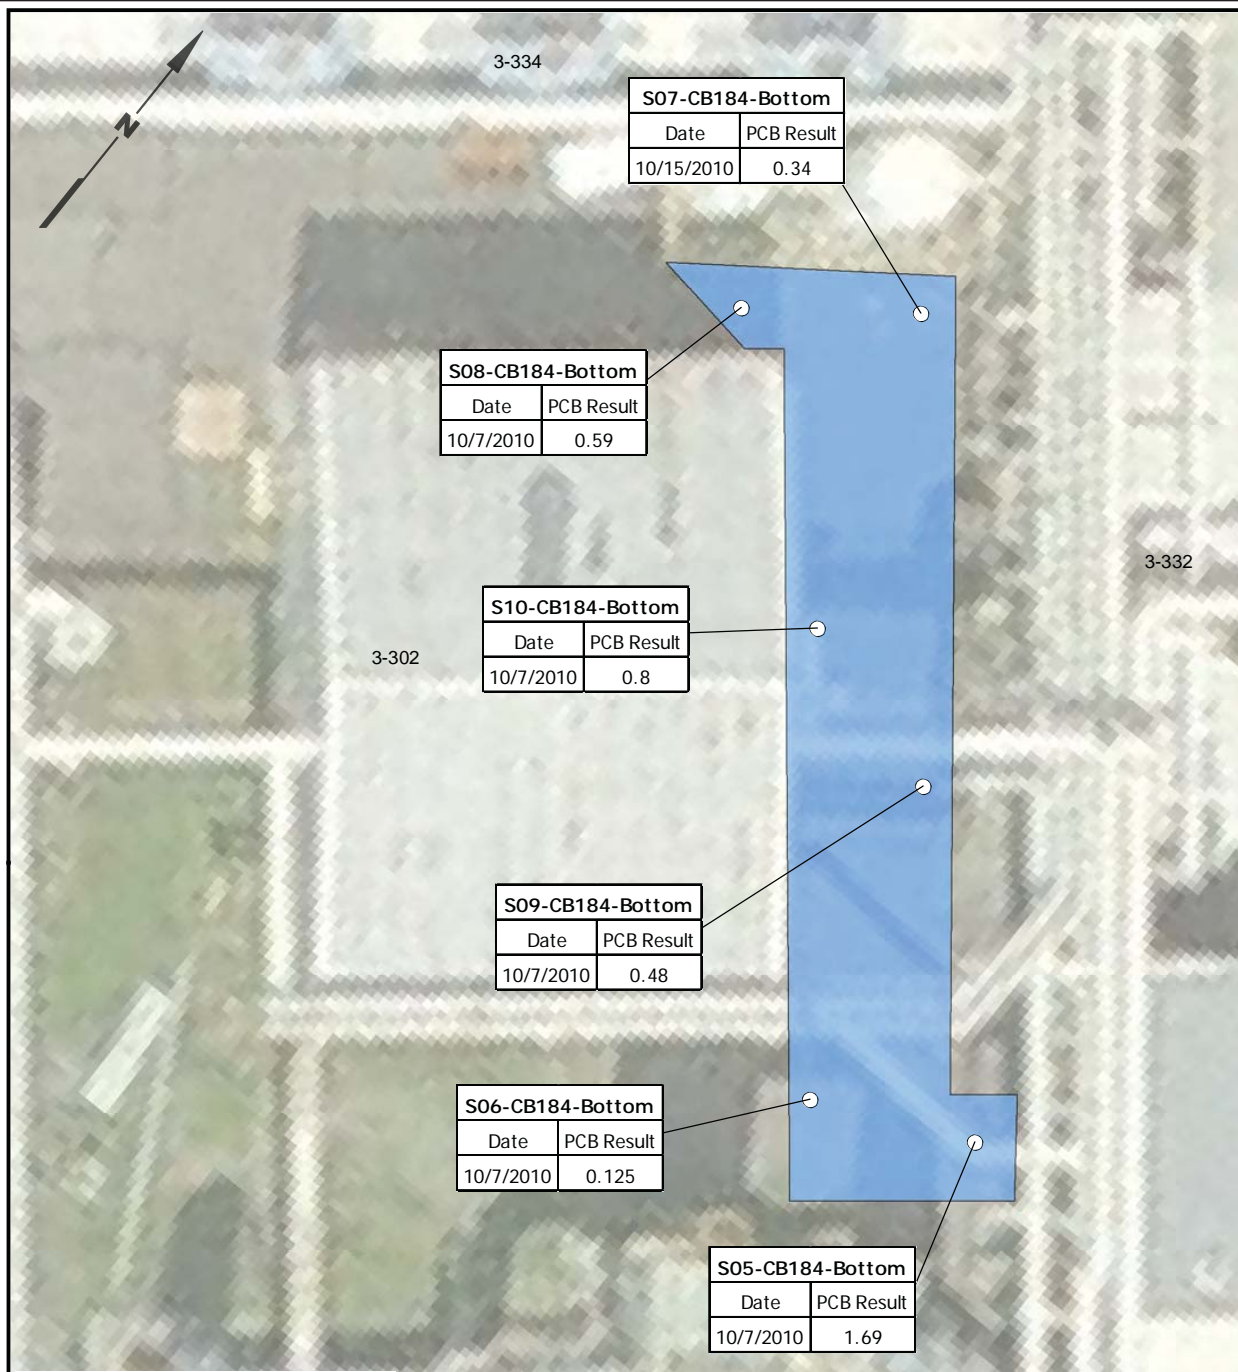 3-334
N
S07-CB184-Bottom
Date PCB Result
10/15/2010 0.34
S08-CB184-Bottom
Date PCB Result
10/7/2010 0.59
3-332
S10-CB184-Bottom
Date PCB Result
10/7/2010 0.8
3-302
S09-CB184-Bottom
Date PCB Result
10/7/2010 0.48
S06-CB184-Bottom
Date PCB Result
10/7/2010 0.125
S05-CB184-Bottom
Date PCB Result
10/7/2010 1.69